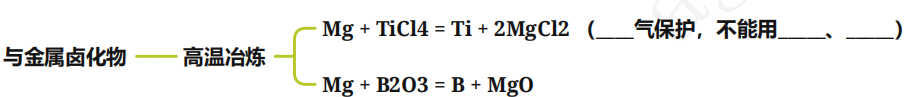 Mg + TiCl4 = Ti + 2MgCl2 （____气保护，不能用_____、_____）
与金属卤化物
高温冶炼
Mg + B2O3 = B + MgO